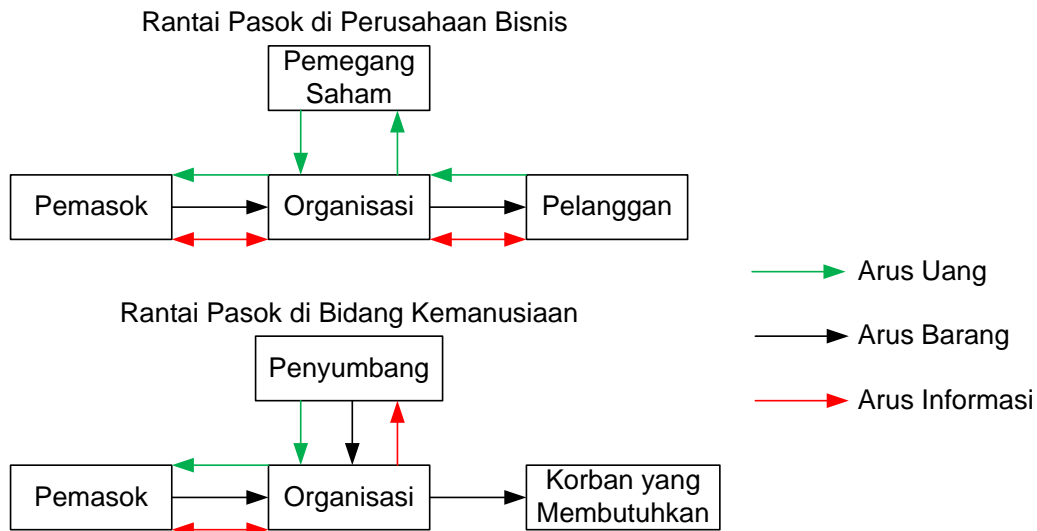 Rantai Pasok di Perusahaan Bisnis
Pemegang
Saham
Pemasok
Organisasi
Pelanggan
Arus Uang
Rantai Pasok di Bidang Kemanusiaan
Arus Barang
Penyumbang
Arus Informasi
Pemasok
Organisasi
Korban yang
Membutuhkan